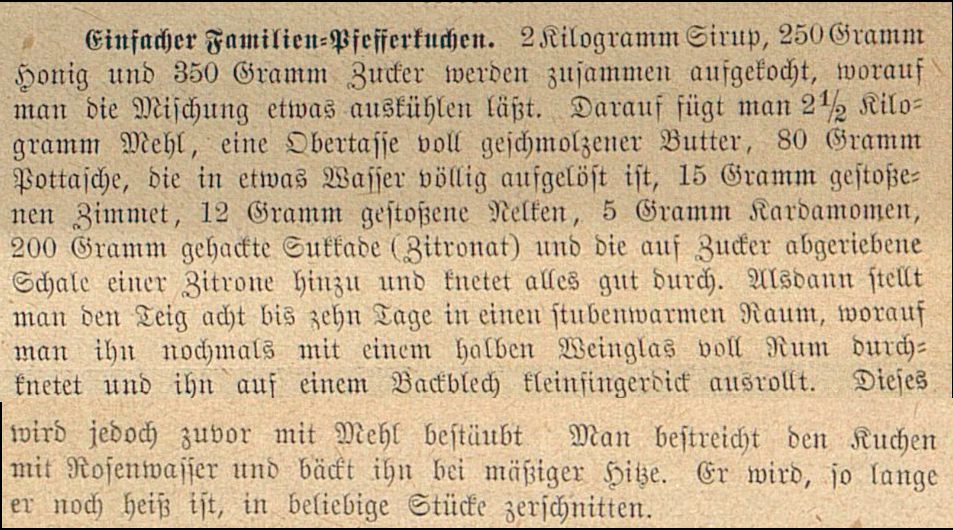 Einfacher Familien-Pfefferkuchen. 2 Kilogramm Sirup, 250 Gramm
Honig und 350 Gramm Zucker werden zusammen aufgekocht, worauf
man die Mischung etwas auskühlen läßt. Darauf fügt man 2½ Kilo-
gramm Mehl, eine Obertasse voll geschmolzener Butter, 80 Gramm
Pottasche, die in etwas Wasser völlig aufgelöst ist, 15 Gramm gestoße-
nen Zimmet, 12 Gramm gestoßene Nelken, 5 Gramm Kardamomen,
200 Gramm gehackte Sukkade (Zitronat) und die auf Zucker abgeriebene
Schale einer Zitrone hinzu und knetet alles gut durch. Alsdann stellt
man den Teig acht bis zehn Tage in einen stubenwarmen Raum, worauf
man ihn nochmals mit einem halben Weinglas voll Rum durch-
knetet und ihn auf einem Backblech kleinfingerdick ausrollt. Dieses
wird jedoch zuvor mit Mehl bestäubt Man bestreicht den Kuchen
mit Rosenwasser und bäckt ihn bei mäßiger Hitze. Er wird, so lange
er noch heiß ist, in beliebige Stücke zerschnitten.